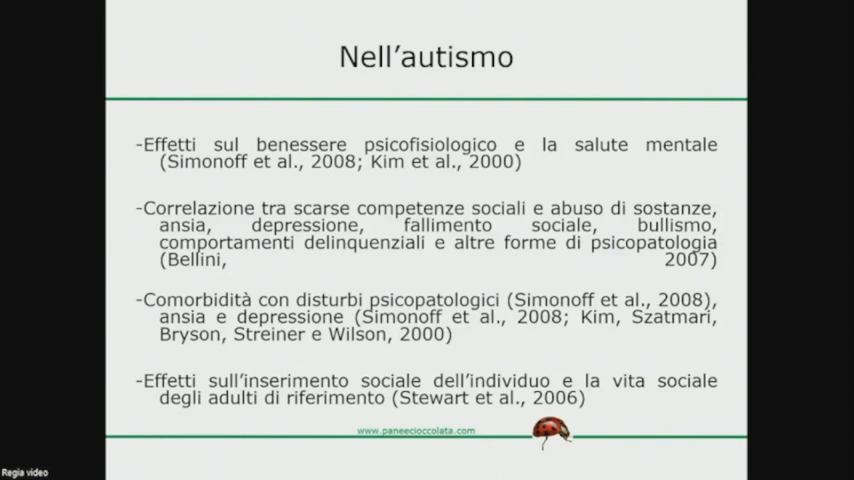 Nell'autismo
-Effetti sul benessere psicofisiologico e la salute mentale
(Simonoff et al., 2008; Kim et al., 2000)
-Correlazione tra scarse competenze sociali e abuso di sostanze,
ansia, depressione, fallimento sociale, bullismo,
comportamenti delinquenziali e altre forme di psicopatologia
(Bellini, 2007)
-Comorbidità con disturbi psicopatologici (Simonoff et al., 2008),
ansia e depressione (Simonoff et al., 2008; Kim, Szatmari,
Bryson, Streiner e Wilson, 2000)
-Effetti sull'inserimento sociale dell'individuo e la vita sociale
degli adulti di riferimento (Stewart et al., 2006)
www.paneecioccolata.com
Regia video